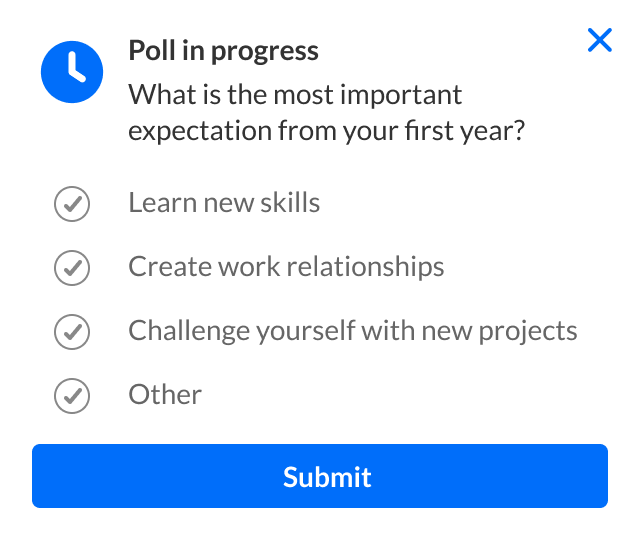 Poll in progress
What is the most important
expectation from your first year?
Learn new skills
Create work relationships
Challenge yourself with new projects
Other
Submit